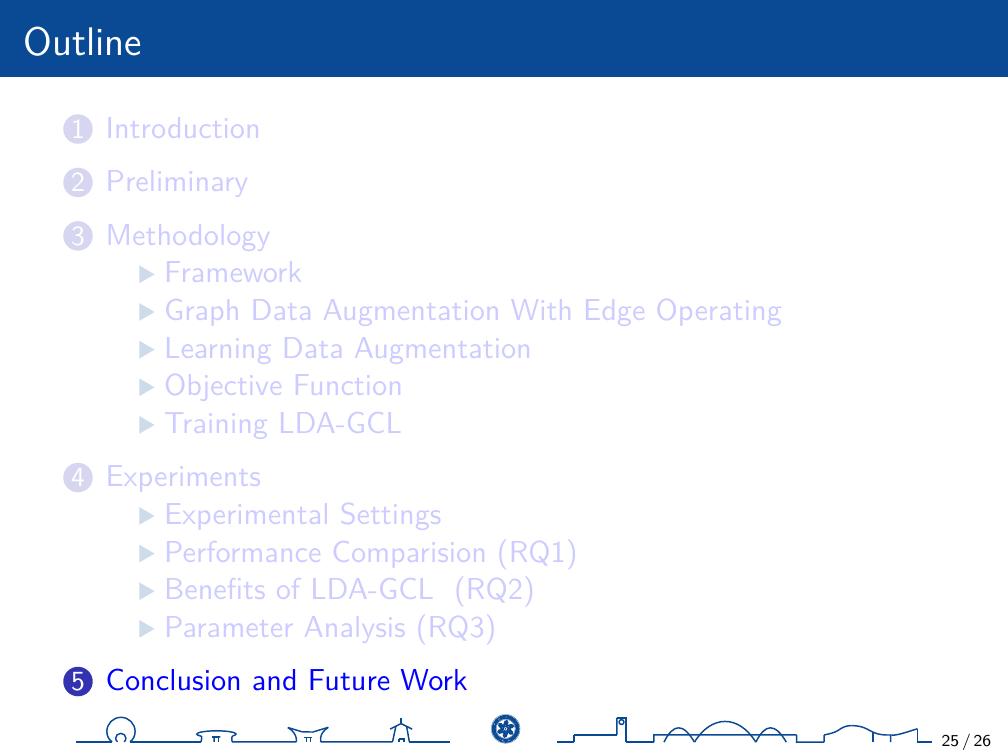 Outline
1 Introduction
2 Preliminary
3 Methodology
▶ Framework
▶ Graph Data Augmentation With Edge Operating
▶ Learning Data Augmentation
▶ Objective Function
▶ Training LDA-GCL
4 Experiments
▶ Experimental Settings
▶ Performance Comparision (RQ1)
▶ Benefits of LDA-GCL (RQ2)
▶ Parameter Analysis (RQ3)
5 Conclusion and Future Work
25 / 26